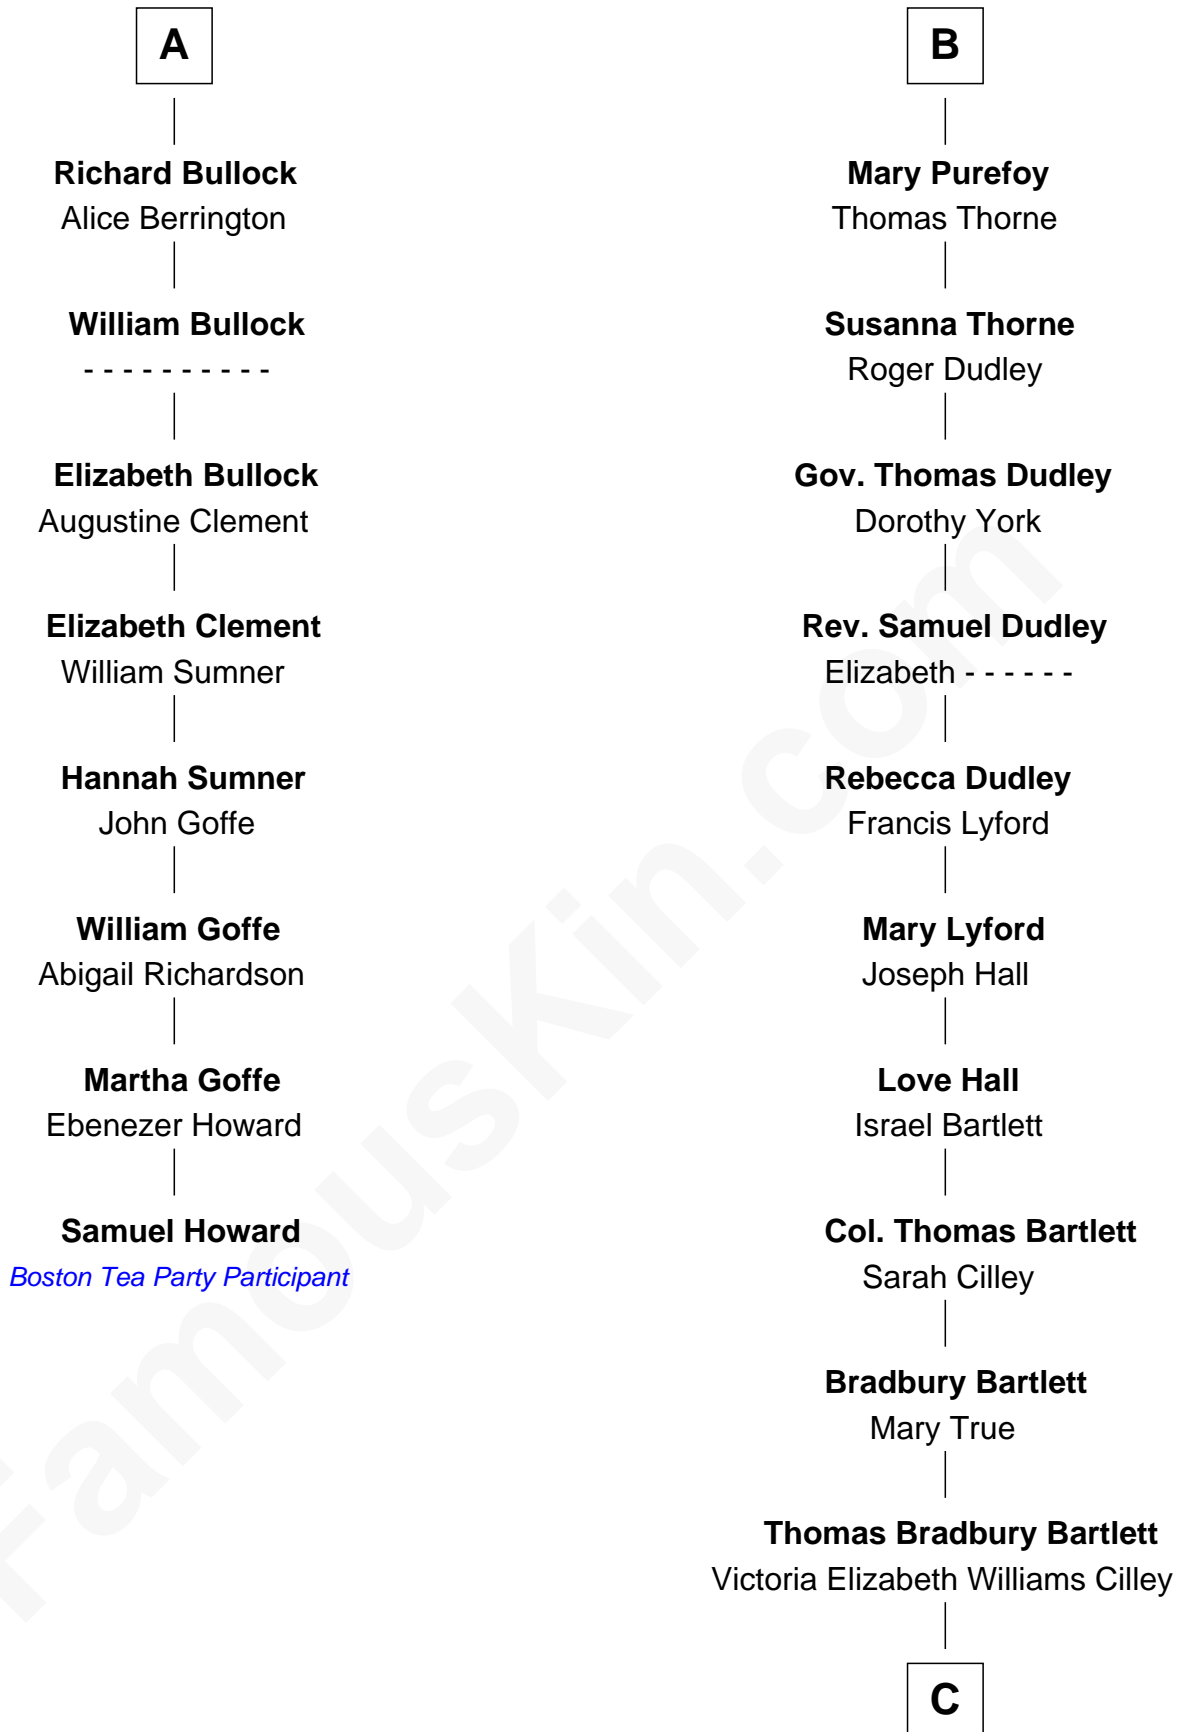 A
Richard Bullock
Alice Berrington
William Bullock
- - - - - - - - - -
Elizabeth Bullock
Augustine Clement
Elizabeth Clement
William Sumner
Hannah Sumner
John Goffe
William Goffe
Abigail Richardson
Martha Goffe
Ebenezer Howard
Samuel Howard
Boston Tea Party Participant
B
Mary Purefoy
Thomas Thorne
Susanna Thorne
Roger Dudley
Gov. Thomas Dudley
Dorothy York
Rev. Samuel Dudley
Elizabeth - - - - - -
Rebecca Dudley
Francis Lyford
Mary Lyford
Joseph Hall
Love Hall
Israel Bartlett
Col. Thomas Bartlett
Sarah Cilley
Bradbury Bartlett
Mary True
Thomas Bradbury Bartlett
Victoria Elizabeth Williams Cilley
C
FamousKin.com